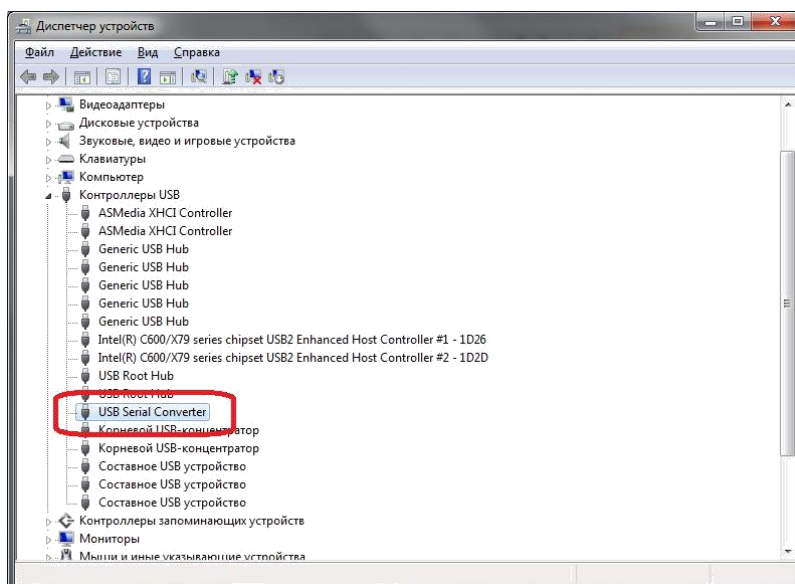 Диспетчер устройств
Файл Действие Вид Справка
Видеоадаптеры
Дисковые устройства
Звуковые, видео и игровые устройства
Клавиатуры
Компьютер
Контроллеры USB
ASMedia XHCI Controller
ASMedia XHCI Controller
Generic USB Hub
Generic USB Hub
Generic USB Hub
Generic USB Hub
Generic USB Hub
Intel(R) C600/X79 series chipset USB2 Enhanced Host Controller #1 - 1D26
Intel(R) C600/X79 series chipset USB2 Enhanced Host Controller #2 - 1D2D
USB Root Hub
USB Root Hub
USB Serial Converter
Корневой USB-концентратор
Корневой USB-концентратор
Составное USB устройство
Составное USB устройство
Составное USB устройство
Контроллеры запоминающих устройств
Мониторы
Мыши и иные указывающие устройства